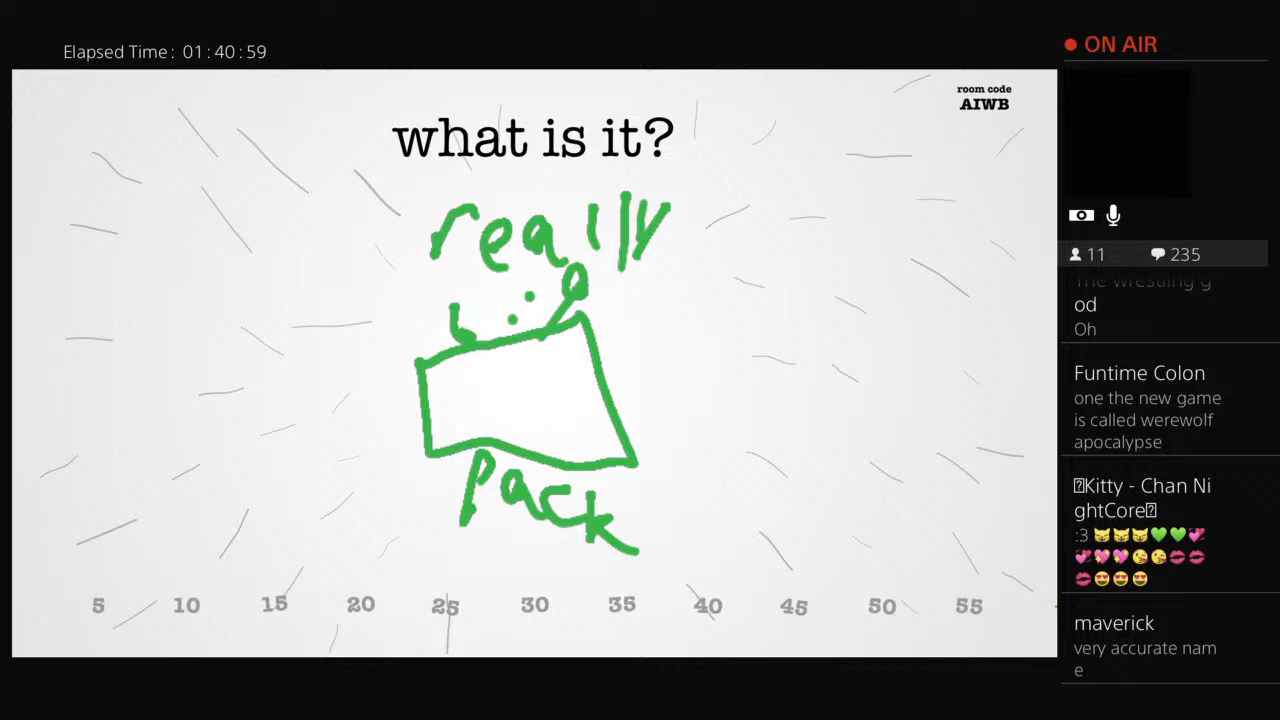 Elapsed Time: 01:40:59
ON AIR
room code
AIWB
what is it?
really
pack
5 10 15 20 25 30 35 40 45 50 55
11 235
The wrestling g
od
Oh
Funtime Colon
one the new game
is called werewolf
apocalypse
Kitty - Chan Ni
ghtCore
:3 😸😸😸💚💚💞
💞💖💖😘😘💋💋
💋😍😍😍
maverick
very accurate nam
e